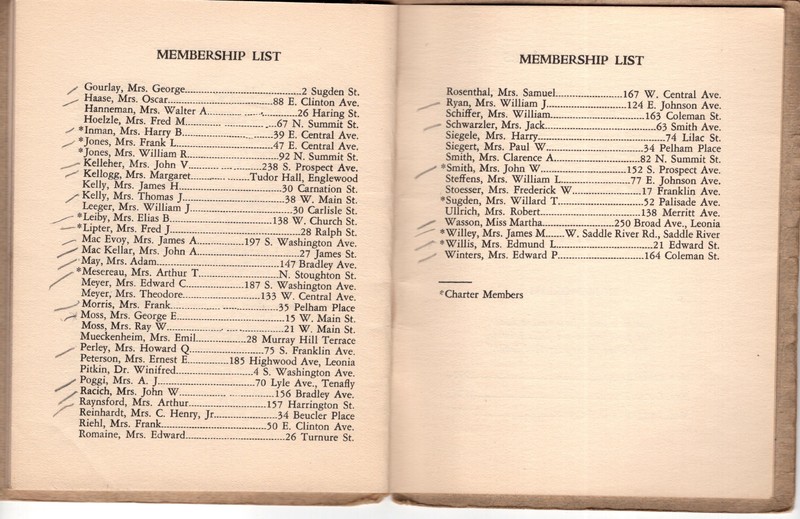 MEMBERSHIP LIST
Gourlay, Mrs. George 2 Sugden St.
Haase, Mrs. Oscar 88 E. Clinton Ave.
Hanneman, Mrs. Walter A. 26 Haring St.
Hoelzle, Mrs. Fred M. 67 N. Summit St.
*Inman, Mrs. Harry B. 39 E. Central Ave.
*Jones, Mrs. Frank L. 47 E. Central Ave.
*Jones, Mrs. William R. 92 N. Summit St.
Kelleher, Mrs. John V. 238 S. Prospect Ave.
Kellogg, Mrs. Margaret Tudor Hall, Englewood
Kelly, Mrs. James H. 30 Carnation St.
Kelly, Mrs. Thomas J. 38 W. Main St.
Leeger, Mrs. William J. 30 Carlisle St.
*Leiby, Mrs. Elias B. 138 W. Church St.
*Lipter, Mrs. Fred J. 28 Ralph St.
Mac Evoy, Mrs. James A. 197 S. Washington Ave.
Mac Kellar, Mrs. John A. 27 James St.
May, Mrs. Adam 147 Bradley Ave.
*Mesereau, Mrs. Arthur T. N. Stoughton St.
Meyer, Mrs. Edward C. 187 S. Washington Ave.
Meyer, Mrs. Theodore 133 W. Central Ave.
Morris, Mrs. Frank 35 Pelham Place
Moss, Mrs. George E. 15 W. Main St.
Moss, Mrs. Ray W. 21 W. Main St.
Mueckenheim, Mrs. Emil 28 Murray Hill Terrace
Perley, Mrs. Howard Q. 75 S. Franklin Ave.
Peterson, Mrs. Ernest E. 185 Highwood Ave, Leonia
Pitkin, Dr. Winifred 4 S. Washington Ave.
Poggi, Mrs. A. J. 70 Lyle Ave., Tenafly
Racich, Mrs. John W. 156 Bradley Ave.
Raynsford, Mrs. Arthur 157 Harrington St.
Reinhardt, Mrs. C. Henry, Jr. 34 Beucler Place
Riehl, Mrs. Frank 50 E. Clinton Ave.
Romaine, Mrs. Edward 26 Turnure St.
MEMBERSHIP LIST
Rosenthal, Mrs. Samuel 167 W. Central Ave.
Ryan, Mrs. William J. 124 E. Johnson Ave.
Schiffer, Mrs. William 163 Coleman St.
Schwarzler, Mrs. Jack 63 Smith Ave.
Siegele, Mrs. Harry 74 Lilac St.
Siegert, Mrs. Paul W. 34 Pelham Place
Smith, Mrs. Clarence A. 82 N. Summit St.
*Smith, Mrs. John W. 152 S. Prospect Ave.
Steffens, Mrs. William L. 77 E. Johnson Ave.
Stoesser, Mrs. Frederick W. 17 Franklin Ave.
*Sugden, Mrs. Willard T. 52 Palisade Ave.
Ullrich, Mrs. Robert 138 Merritt Ave.
Wasson, Miss Martha 250 Broad Ave., Leonia
*Willey, Mrs. James M. W. Saddle River Rd., Saddle River
*Willis, Mrs. Edmund L. 21 Edward St.
Winters, Mrs. Edward P. 164 Coleman St.
*Charter Members